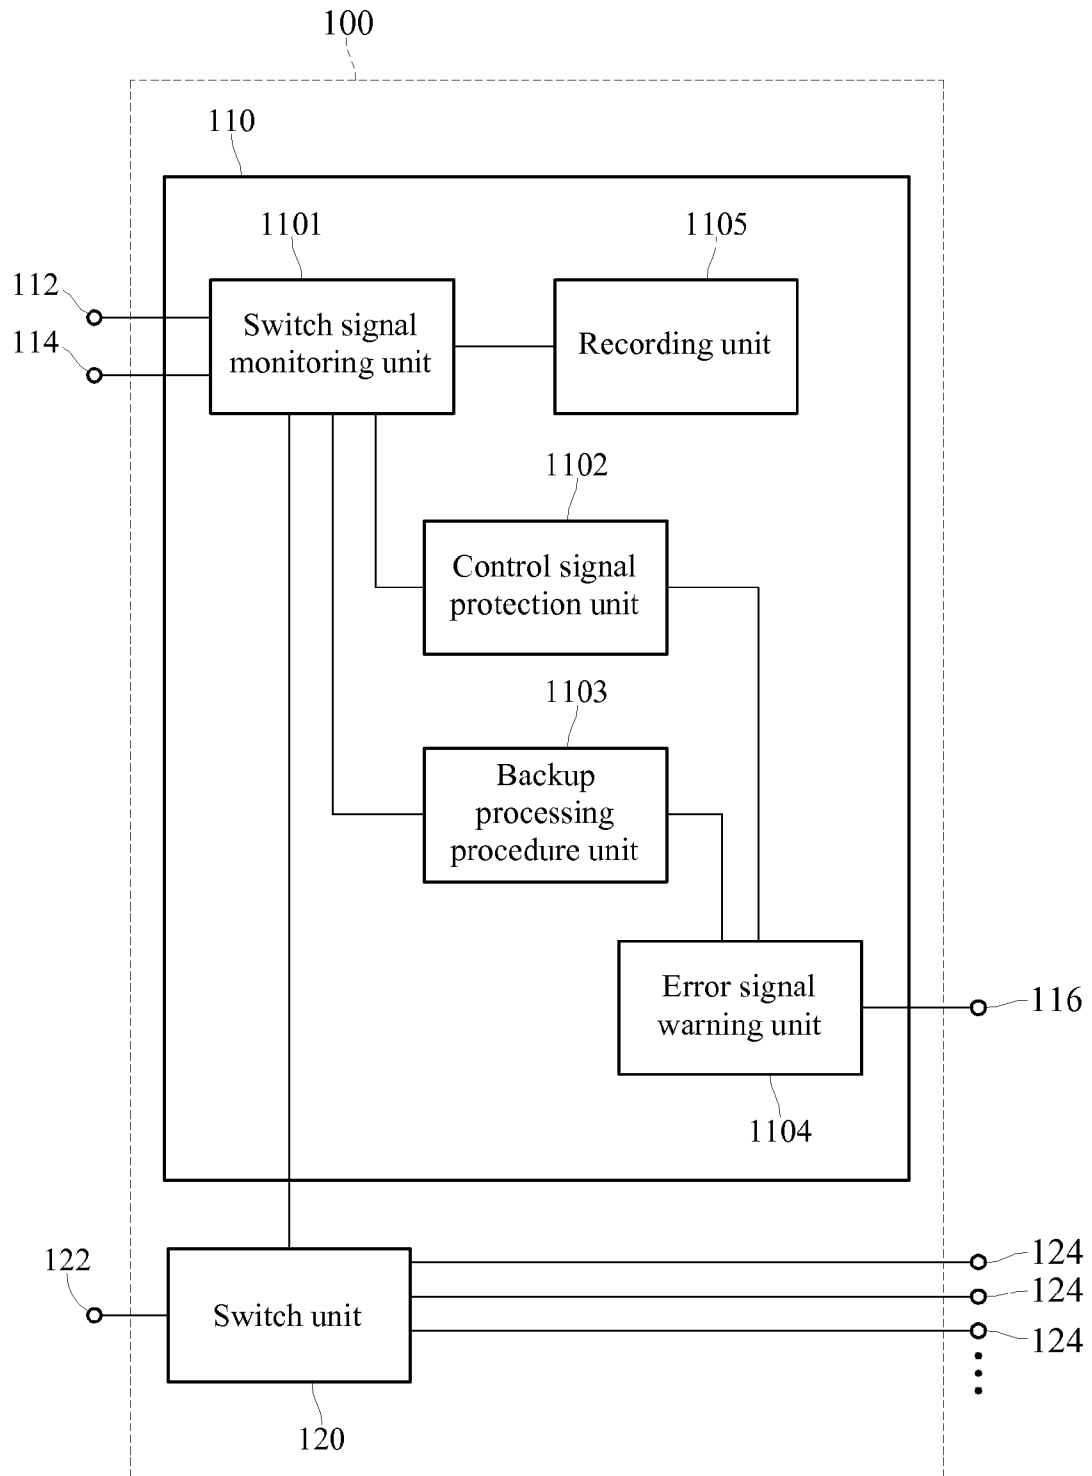 100
110
1101
1105
112
114
Switch signal
monitoring unit
Recording unit
1102
Control signal
protection unit
1103
Backup
processing
procedure unit
Error signal
warning unit
116
1104
122
Switch unit
124
124
124
120